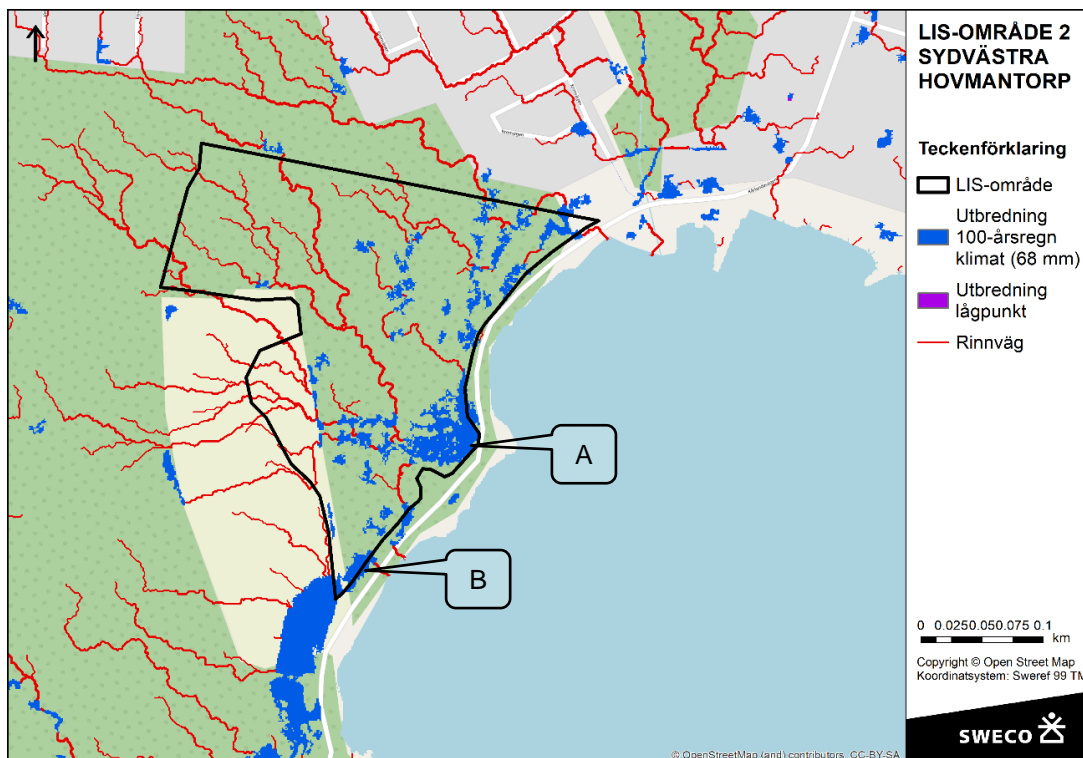 LIS-OMRÅDE 2
SYDVÄSTRA
HOVMANTORP
Teckenförklaring
LIS-område
Utbredning
100-årsregn
klimat (68 mm)
Utbredning
lågpunkt
Rinnväg
A
B
0 0.0250.050.075 0.1
km
Copyright © Open Street Map
Koordinatsystem: Sweref 99 TM
SWECO
© OpenStreetMap (and) contributors, CC-BY-SA